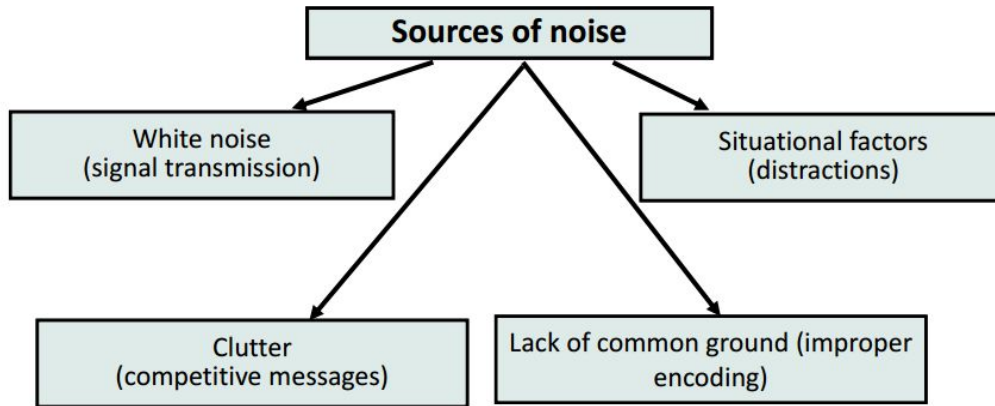 Sources of noise
White noise
(signal transmission)
Situational factors
(distractions)
Clutter
(competitive messages)
Lack of common ground (improper
encoding)